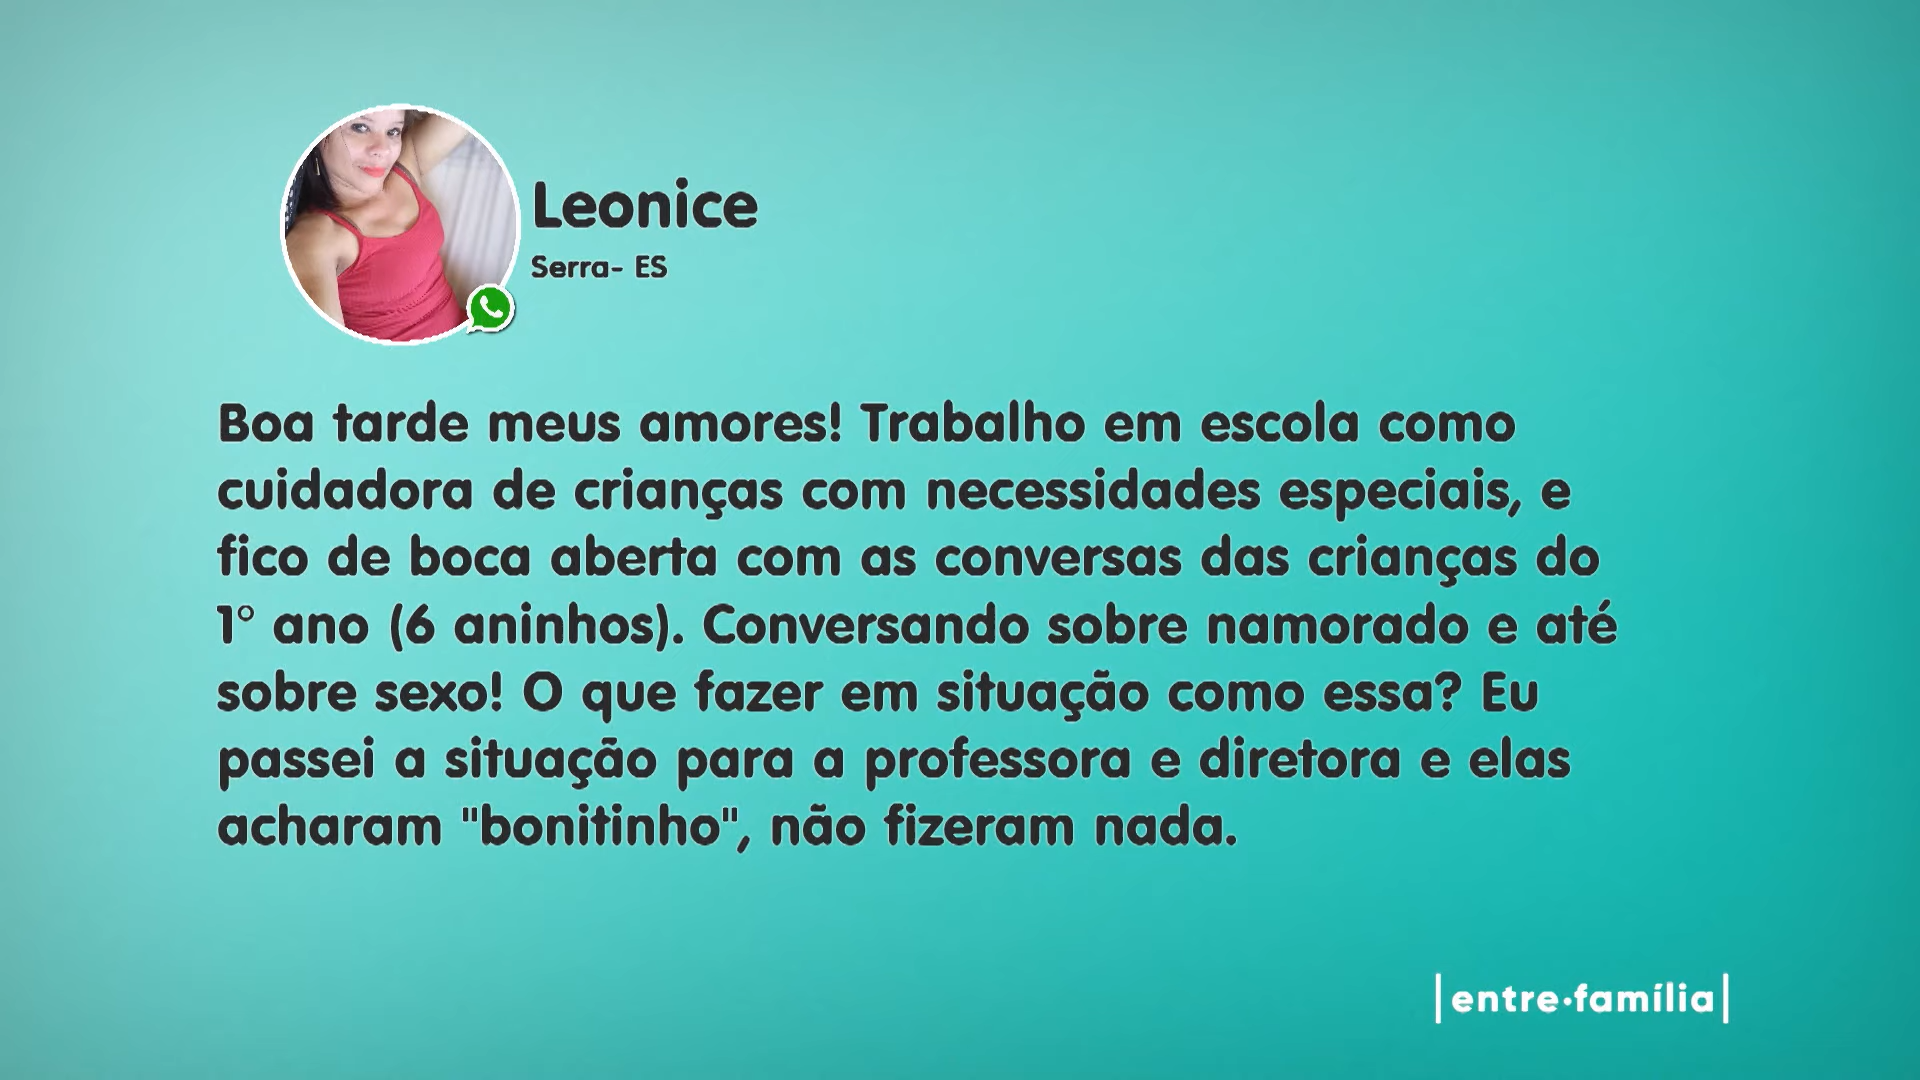 Leonice
Serra- ES
Boa tarde meus amores! Trabalho em escola como
cuidadora de crianças com necessidades especiais, e
fico de boca aberta com as conversas das crianças do
1° ano (6 aninhos). Conversando sobre namorado e até
sobre sexo! O que fazer em situação como essa? Eu
passei a situação para a professora e diretora e elas
acharam "bonitinho", não fizeram nada.
|entre·família|